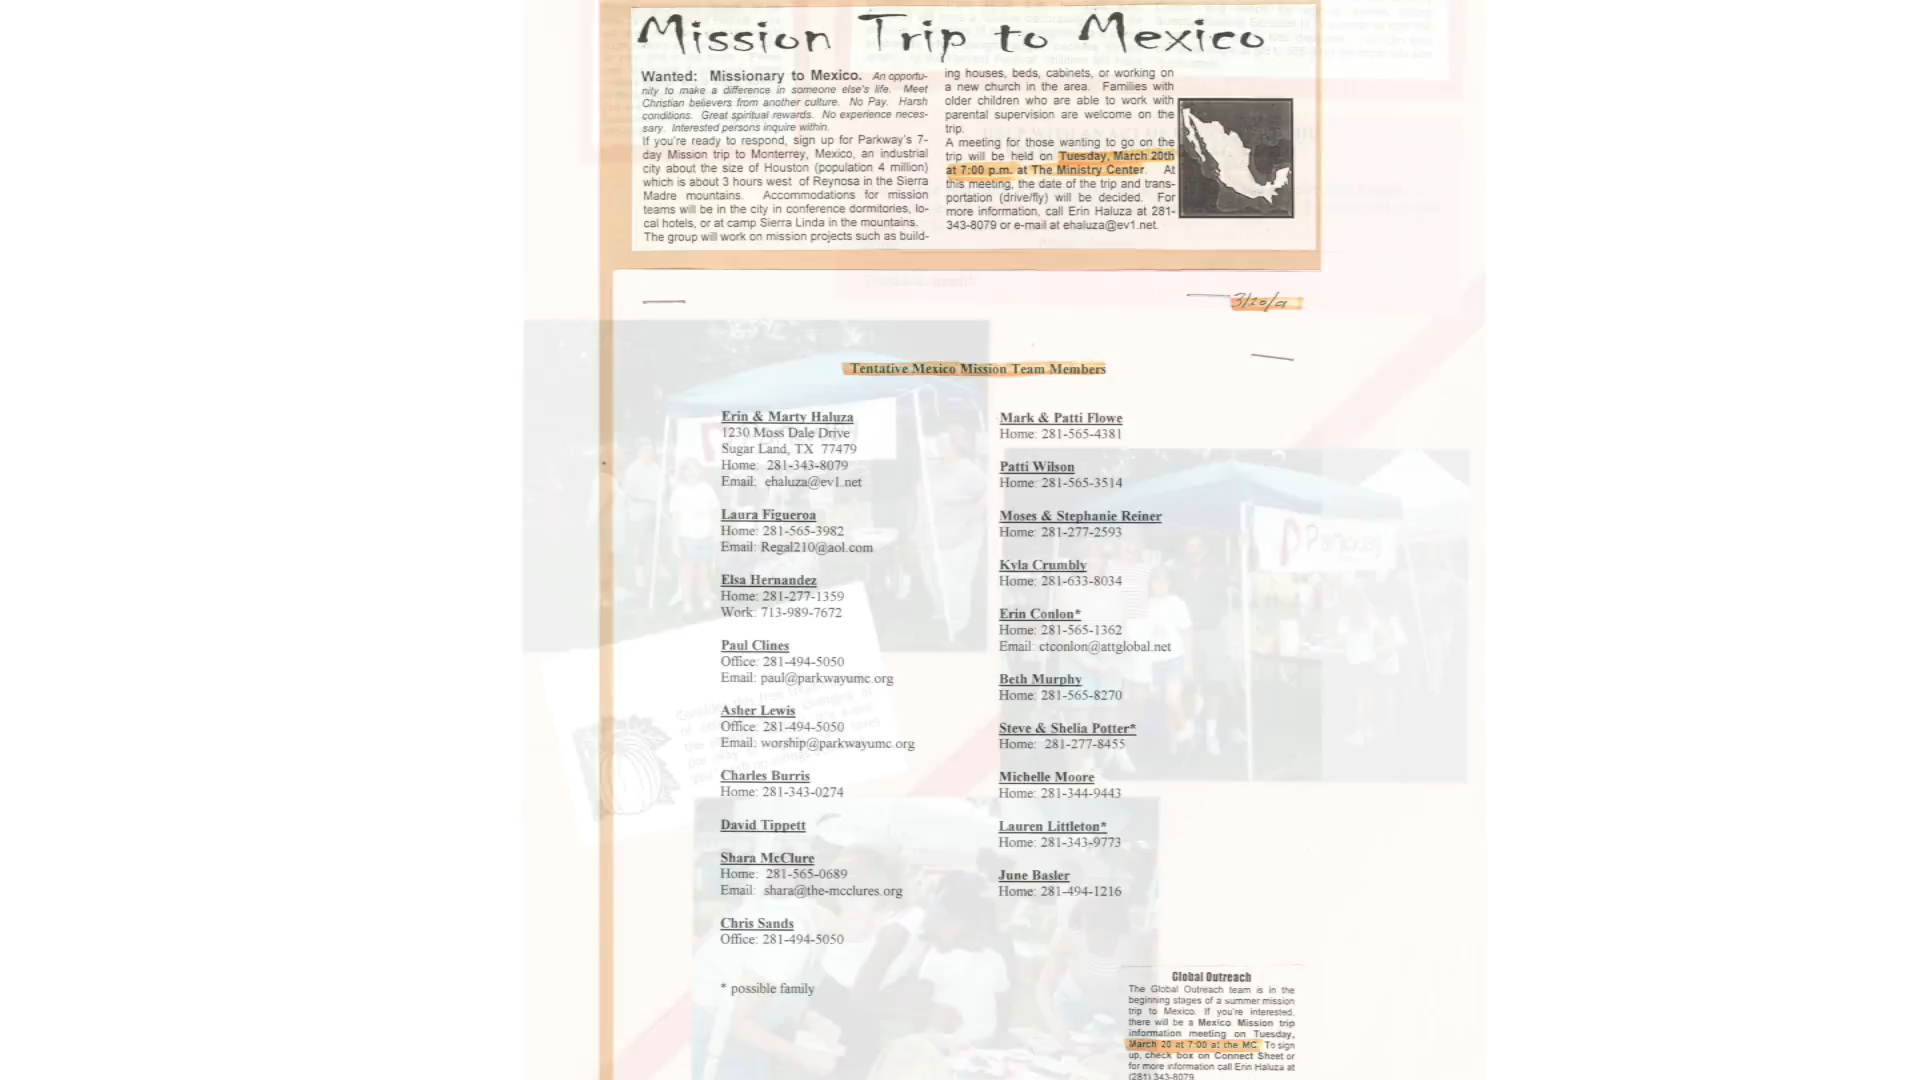 Mission Trip to Mexico
Wanted: Missionary to Mexico. An opportu-
nity to make a difference in someone else's life. Meet
Christian believers from another culture. No Pay. Harsh
conditions. Great spiritual rewards. No experience neces-
sary. Interested persons inquire within.
If you're ready to respond, sign up for Parkway's 7-
day Mission trip to Monterrey, Mexico, an industrial
city about the size of Houston (population 4 million)
which is about 3 hours west of Reynosa in the Sierra
Madre mountains. Accommodations for mission
teams will be in the city in conference dormitories, lo-
cal hotels, or at camp Sierra Linda in the mountains.
The group will work on mission projects such as build-
ing houses, beds, cabinets, or working on
a new church in the area. Families with
older children who are able to work with
parental supervision are welcome on the
trip.
A meeting for those wanting to go on the
trip will be held on Tuesday, March 20th
at 7:00 p.m. at The Ministry Center. At
this meeting, the date of the trip and trans-
portation (drive/fly) will be decided. For
more information, call Erin Haluza at 281-
343-8079 or e-mail at ehaluza@ev1.net.
3/20/01
Tentative Mexico Mission Team Members
Erin & Marty Haluza
1230 Moss Dale Drive
Sugar Land, TX 77479
Home: 281-343-8079
Email: ehaluza@ev1.net
Laura Figueroa
Home: 281-565-3982
Email: Regal210@aol.com
Elsa Hernandez
Home: 281-277-1359
Work: 713-989-7672
Paul Clines
Office: 281-494-5050
Email: paul@parkwayumc.org
Asher Lewis
Office: 281-494-5050
Email: worship@parkwayumc.org
Charles Burris
Home: 281-343-0274
David Tippett
Shara McClure
Home: 281-565-0689
Email: shara@the-mcclures.org
Chris Sands
Office: 281-494-5050
* possible family
Mark & Patti Flowe
Home: 281-565-4381
Patti Wilson
Home: 281-565-3514
Moses & Stephanie Reiner
Home: 281-277-2593
Kyla Crumbly
Home: 281-633-8034
Erin Conlon*
Home: 281-565-1362
Email: ctconlon@attglobal.net
Beth Murphy
Home: 281-565-8270
Steve & Shelia Potter*
Home: 281-277-8455
Michelle Moore
Home: 281-344-9443
Lauren Littleton*
Home: 281-343-9773
June Basler
Home: 281-494-1216
Parkway
Global Outreach
The Global Outreach team is in the
beginning stages of a summer mission
trip to Mexico. If you're interested,
there will be a Mexico Mission trip
information meeting on Tuesday,
March 20 at 7:00 at the MC. To sign
up, check box on Connect Sheet or
for more information call Erin Haluza at
(281) 343-8079.